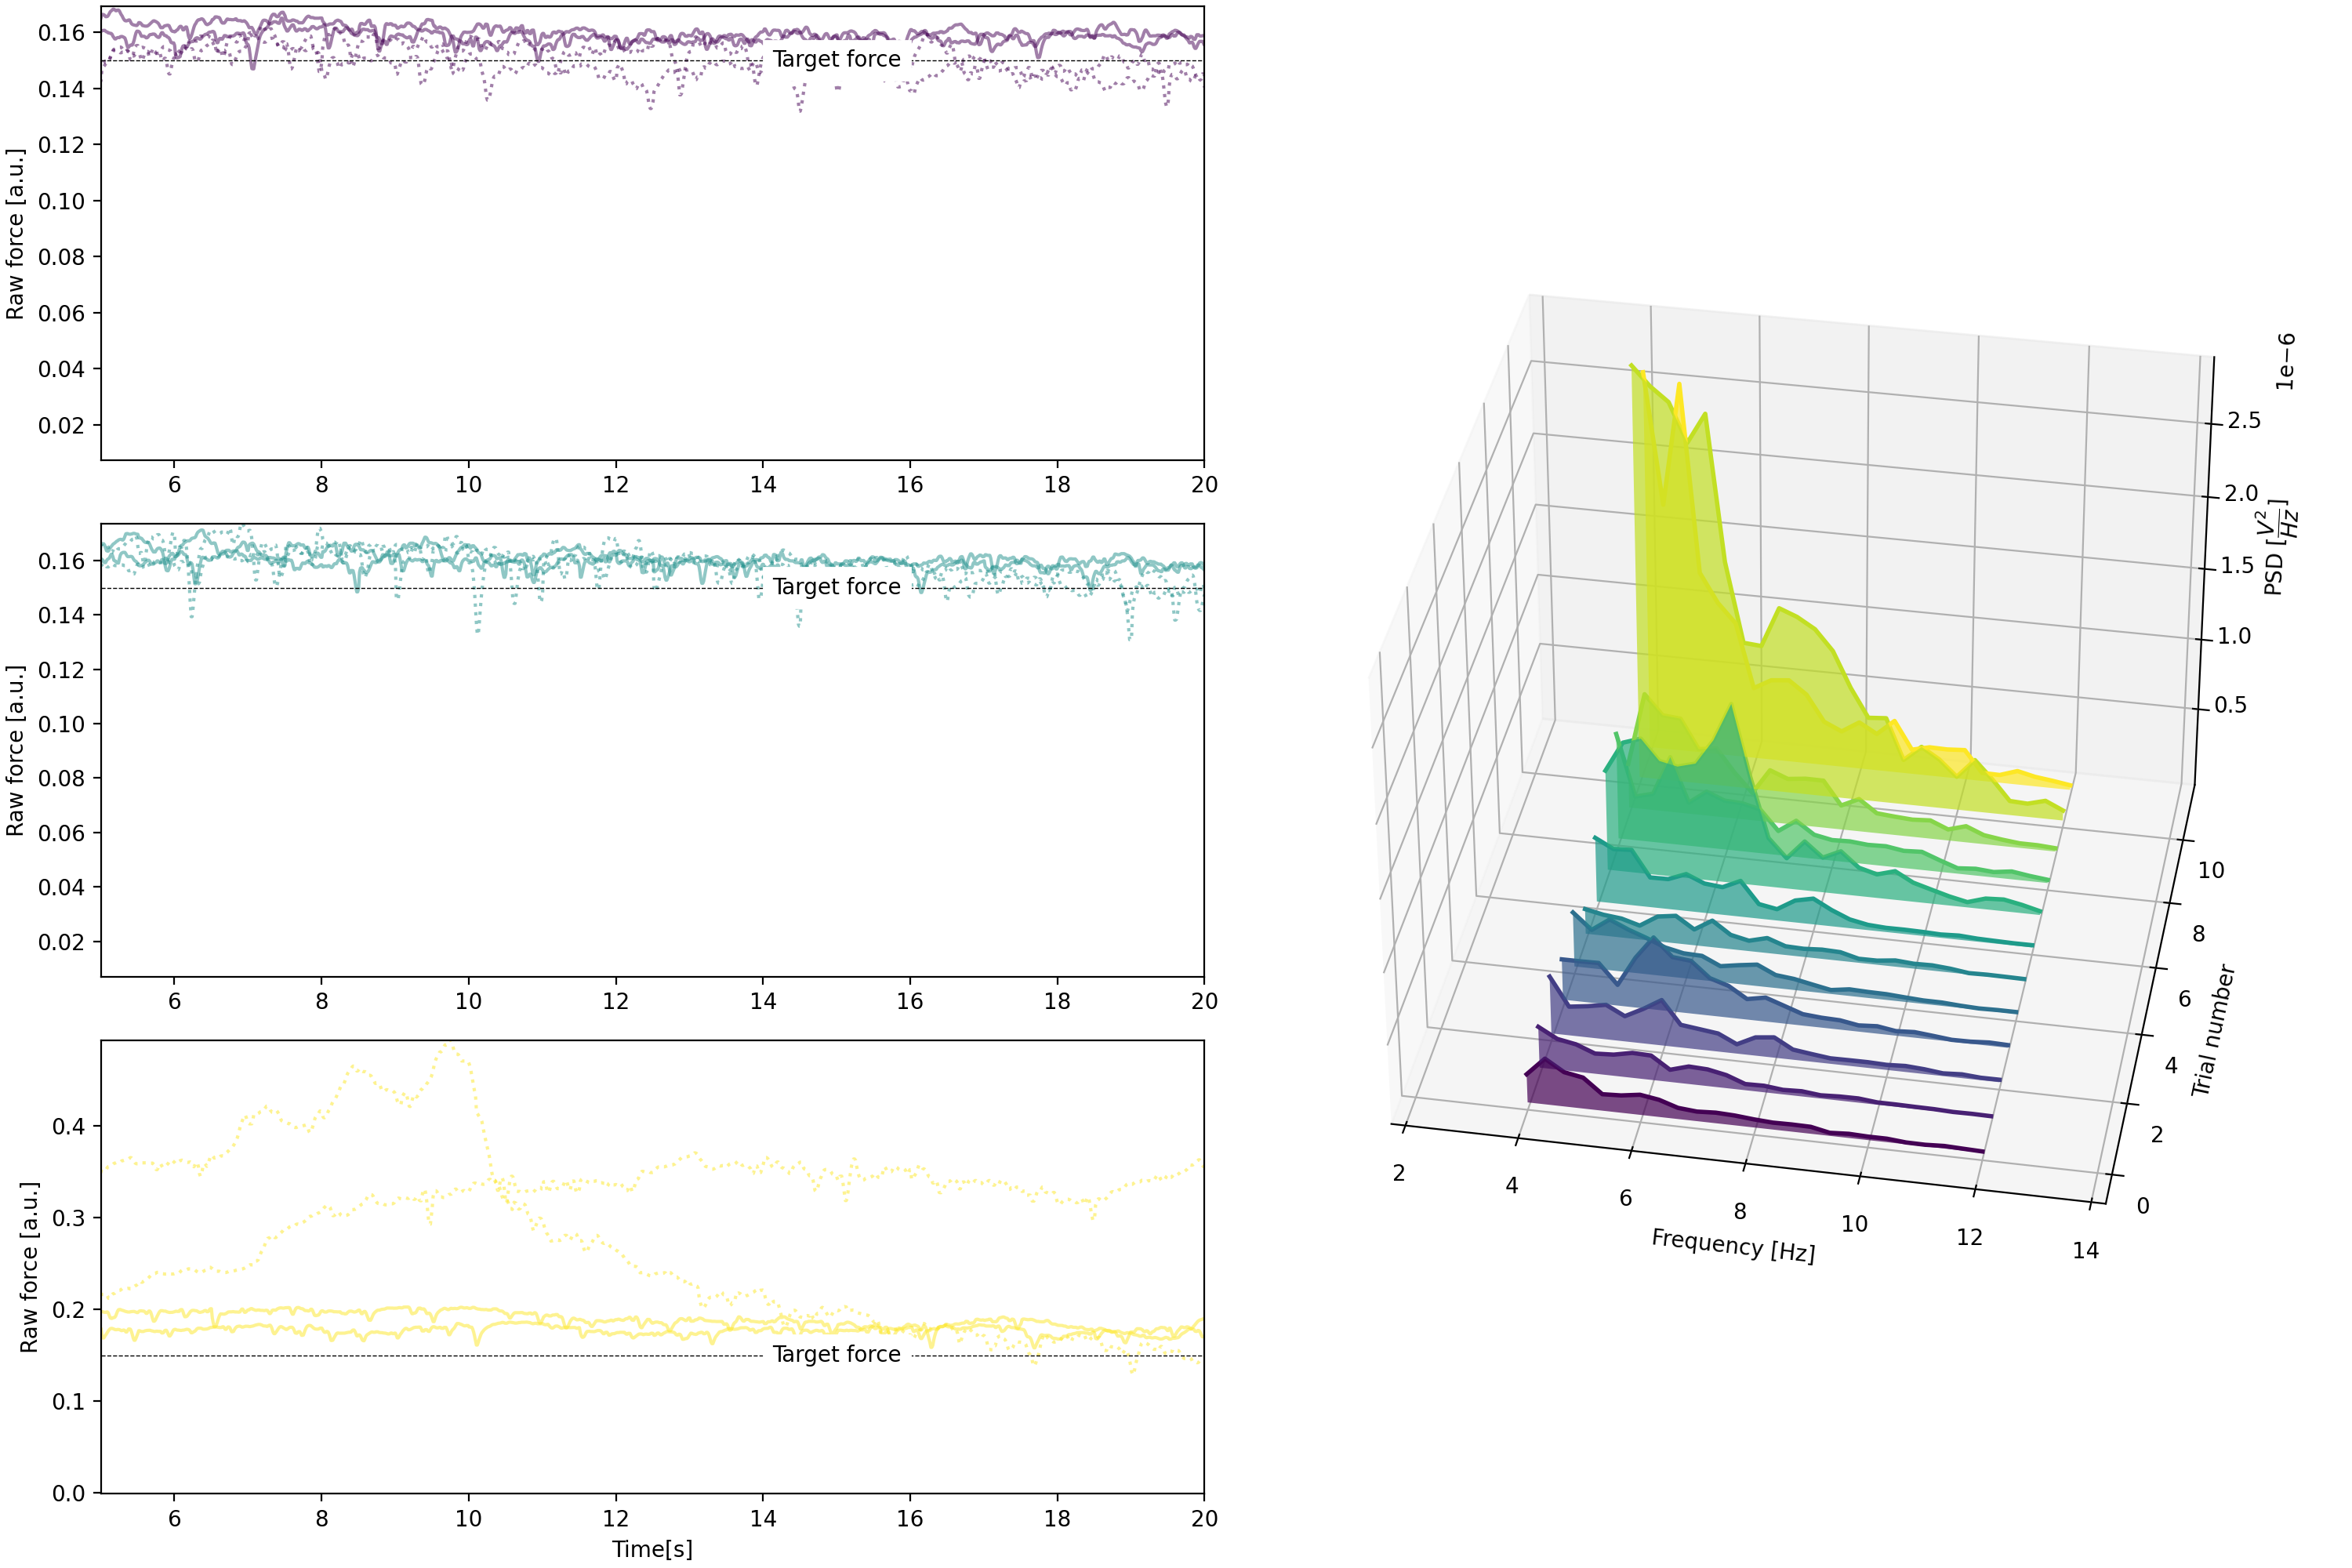 0.16
0.14
0.12
0.10
0.08
0.06
0.04
0.02
Raw force [a.u.]
Target force
6 8 10 12 14 16 18 20
0.16
0.14
0.12
0.10
0.08
0.06
0.04
0.02
Raw force [a.u.]
Target force
6 8 10 12 14 16 18 20
0.4
0.3
0.2
0.1
0.0
Raw force [a.u.]
Target force
6 8 10 12 14 16 18 20
Time[s]
1e−6
2.5
2.0
1.5
1.0
0.5
PSD [V²/Hz]
10
8
6
4
2
0
Trial number
2 4 6 8 10 12 14
Frequency [Hz]